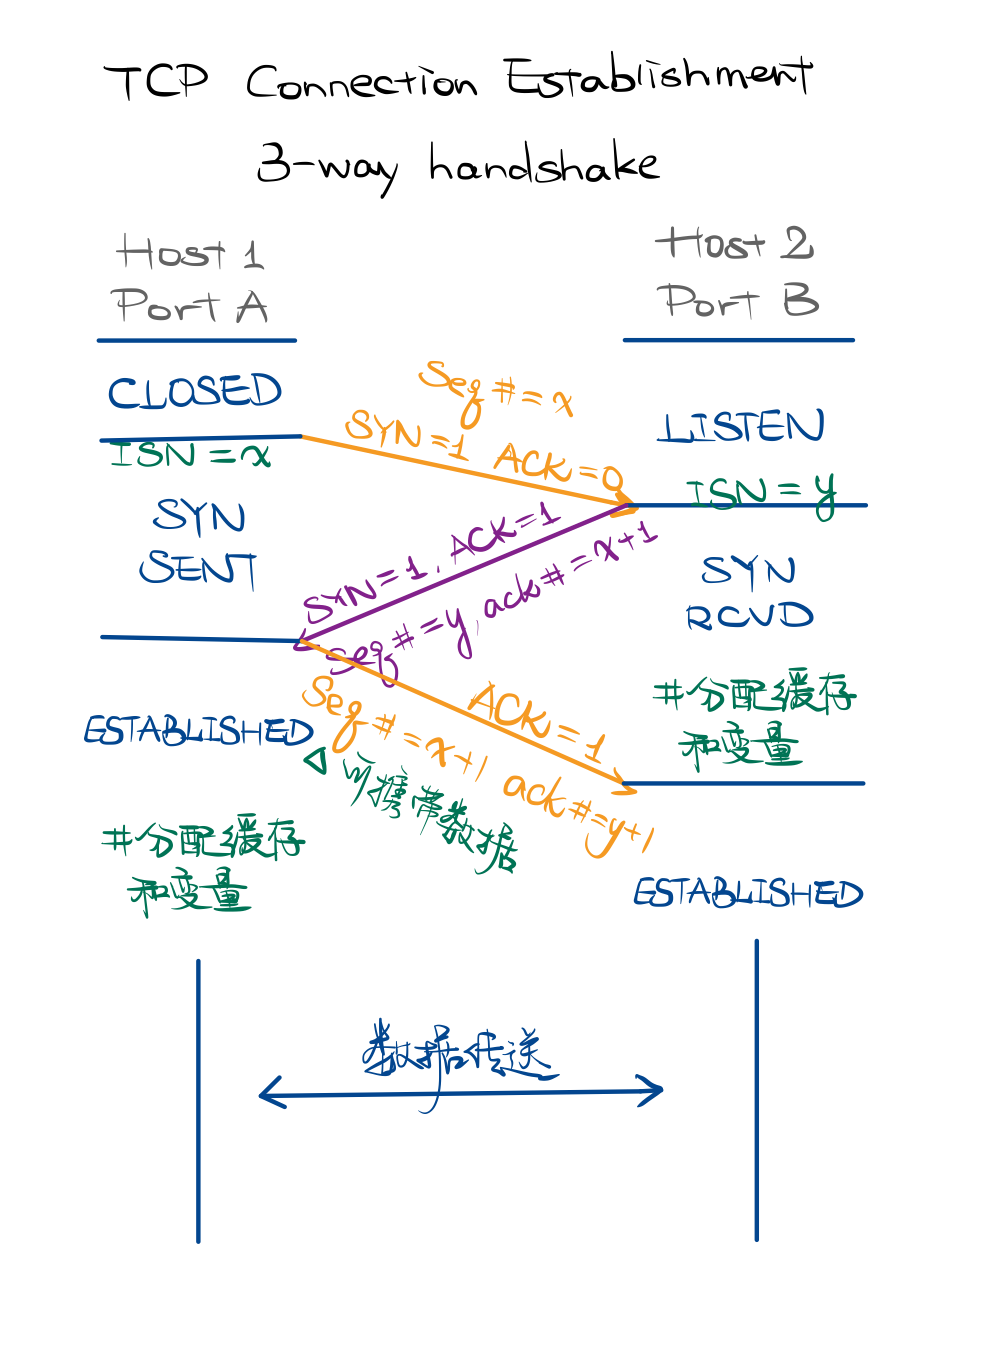 TCP Connection Establishment
3-way handshake
Host 1
Port A
Host 2
Port B
CLOSED
Seq #=x
SYN=1 ACK=0
LISTEN
ISN=x
ISN=y
SYN
SENT
SYN=1, ACK=1
Seq #=y, ack#=x+1
SYN
RCVD
ACK=1
Seq #=x+1 ack#=y+1
可携带数据
#分配缓存
和变量
ESTABLISHED
#分配缓存
和变量
ESTABLISHED
数据传送